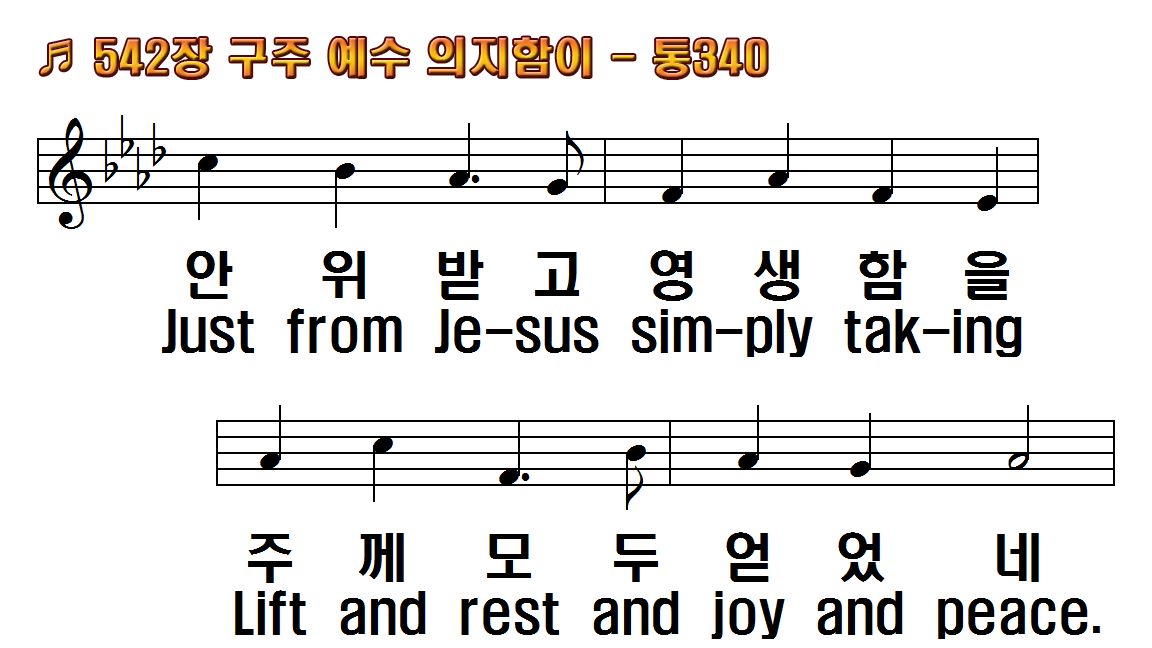 ♬ 542장 구주 예수 의지함이 - 통340
안 위 받 고 영 생 함 을
Just from Je-sus sim-ply tak-ing
주 께 모 두 얻 었 네
Lift and rest and joy and peace.